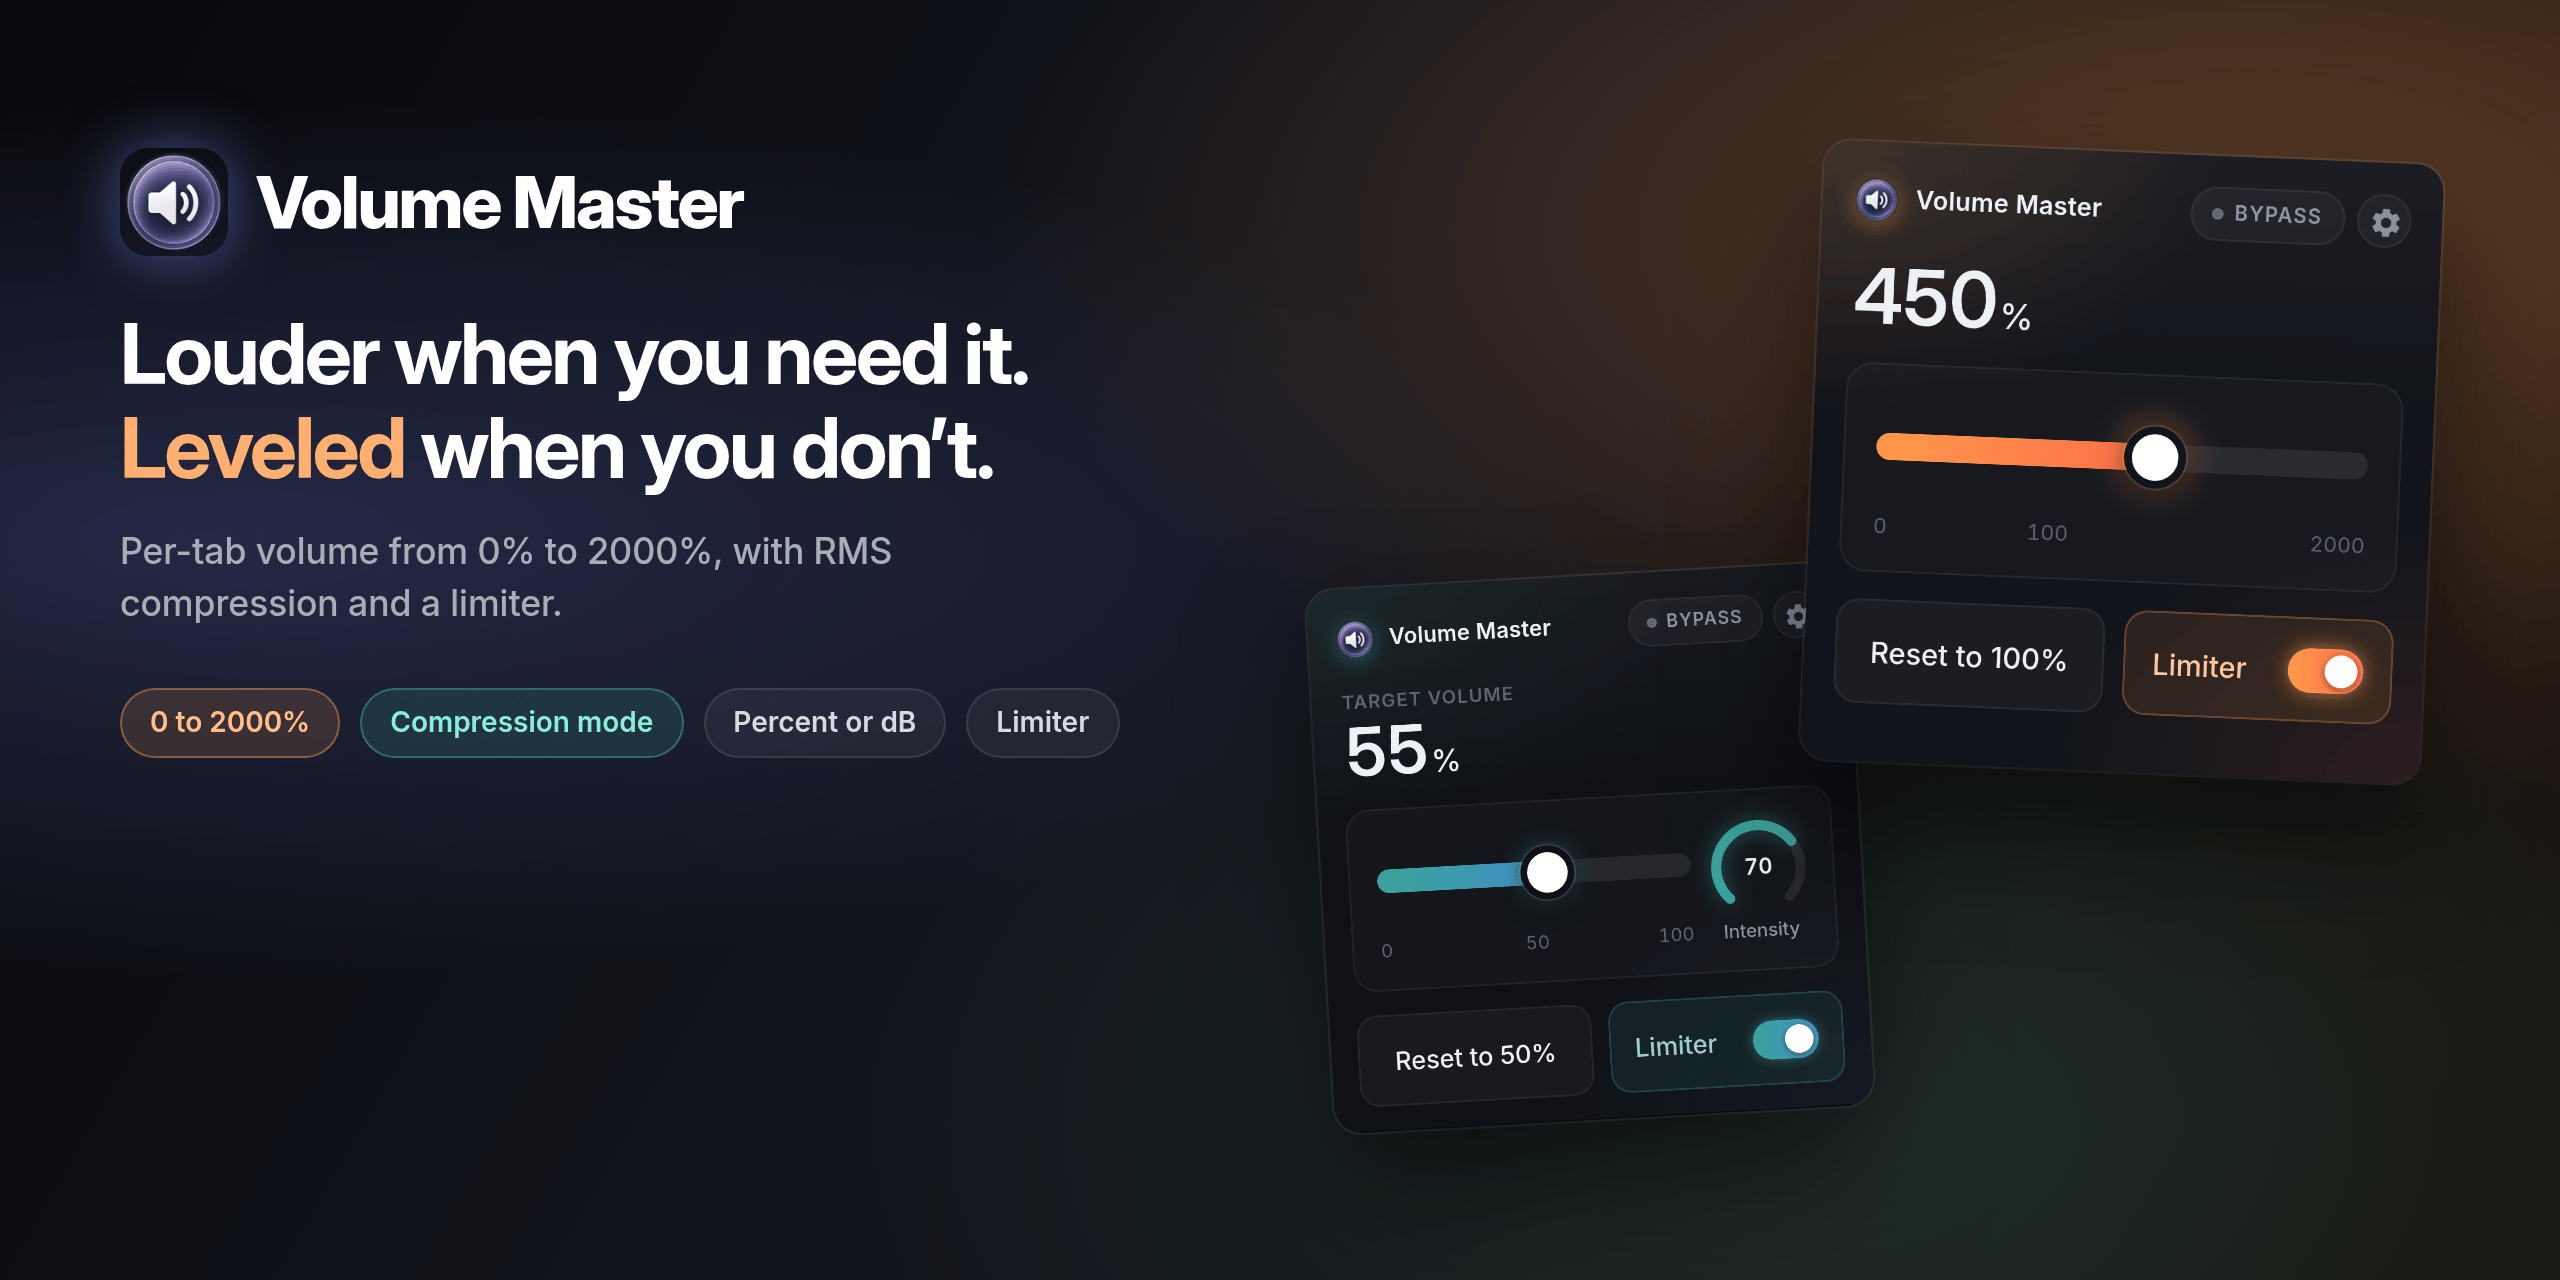 Volume Master
Louder when you need it.
Leveled when you don't.
Per-tab volume from 0% to 2000%, with RMS
compression and a limiter.
0 to 2000%
Compression mode
Percent or dB
Limiter
Volume Master
BYPASS
TARGET VOLUME
55%
70
0
50
100
Intensity
Reset to 50%
Limiter
Volume Master
BYPASS
450%
0
100
2000
Reset to 100%
Limiter